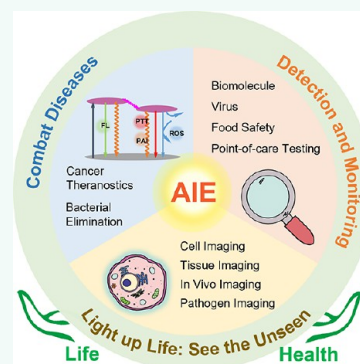 Combat Diseases
Detection and Monitoring
FL
PTT
PAI
ROS
Cancer
Theranostics
Bacterial
Elimination
Biomolecule
Virus
Food Safety
Point-of-care Testing
AIE
Cell Imaging
Tissue Imaging
In Vivo Imaging
Pathogen Imaging
Light up Life: See the Unseen
Life
Health